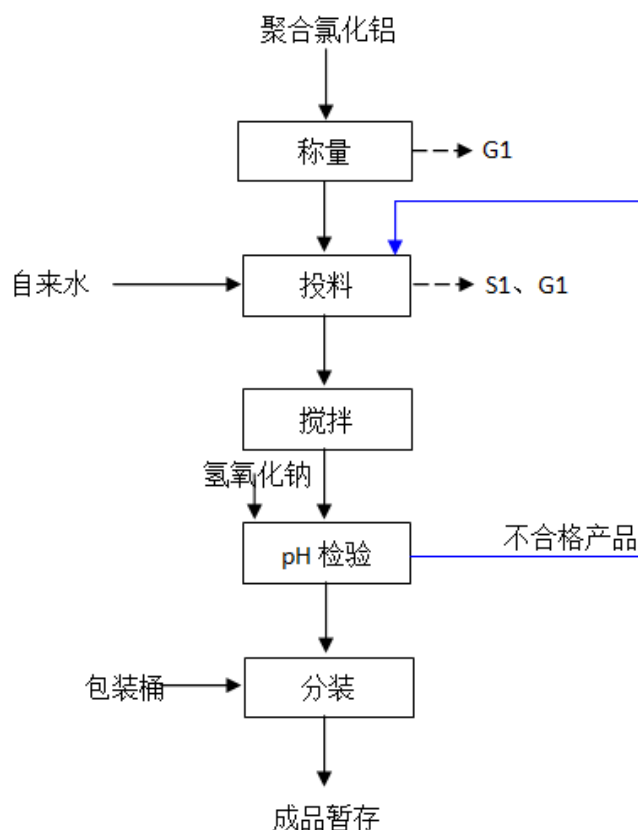 聚合氯化铝
称量
G1
自来水
投料
S1、G1
搅拌
氢氧化钠
pH 检验
不合格产品
包装桶
分装
成品暂存